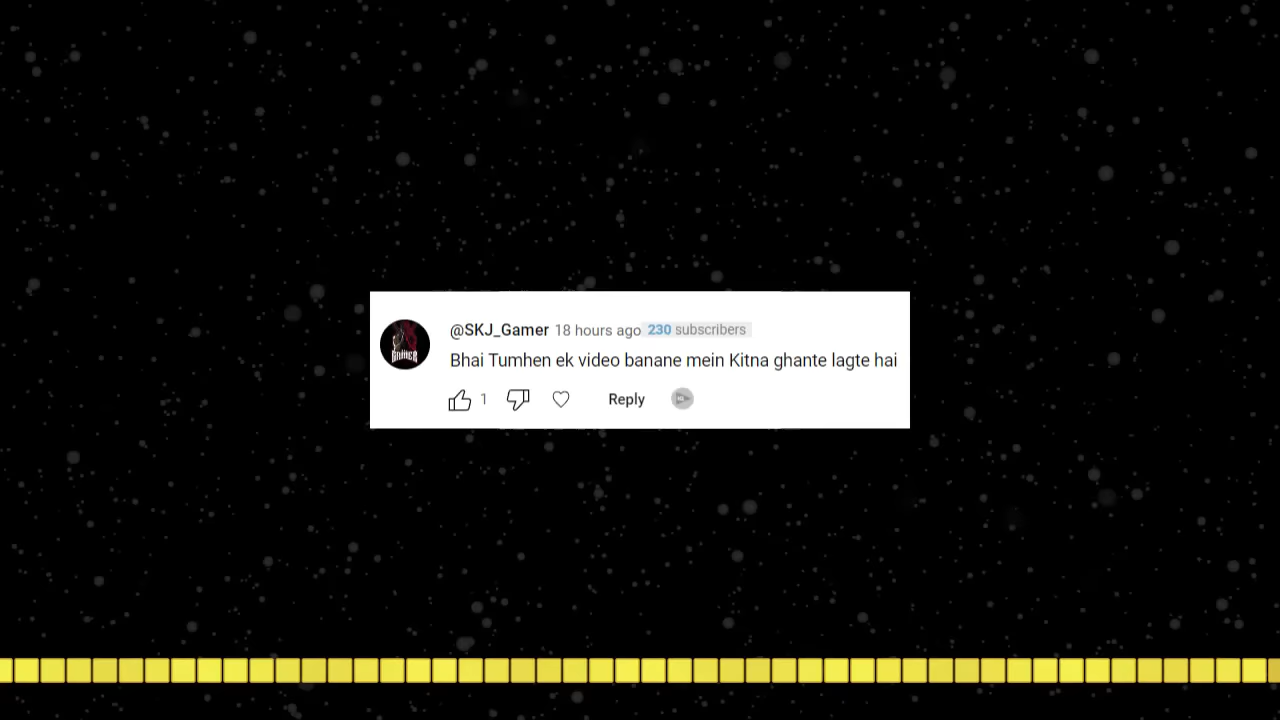 @SKJ_Gamer 18 hours ago 230 subscribers
Bhai Tumhen ek video banane mein Kitna ghante lagte hai
1 Reply